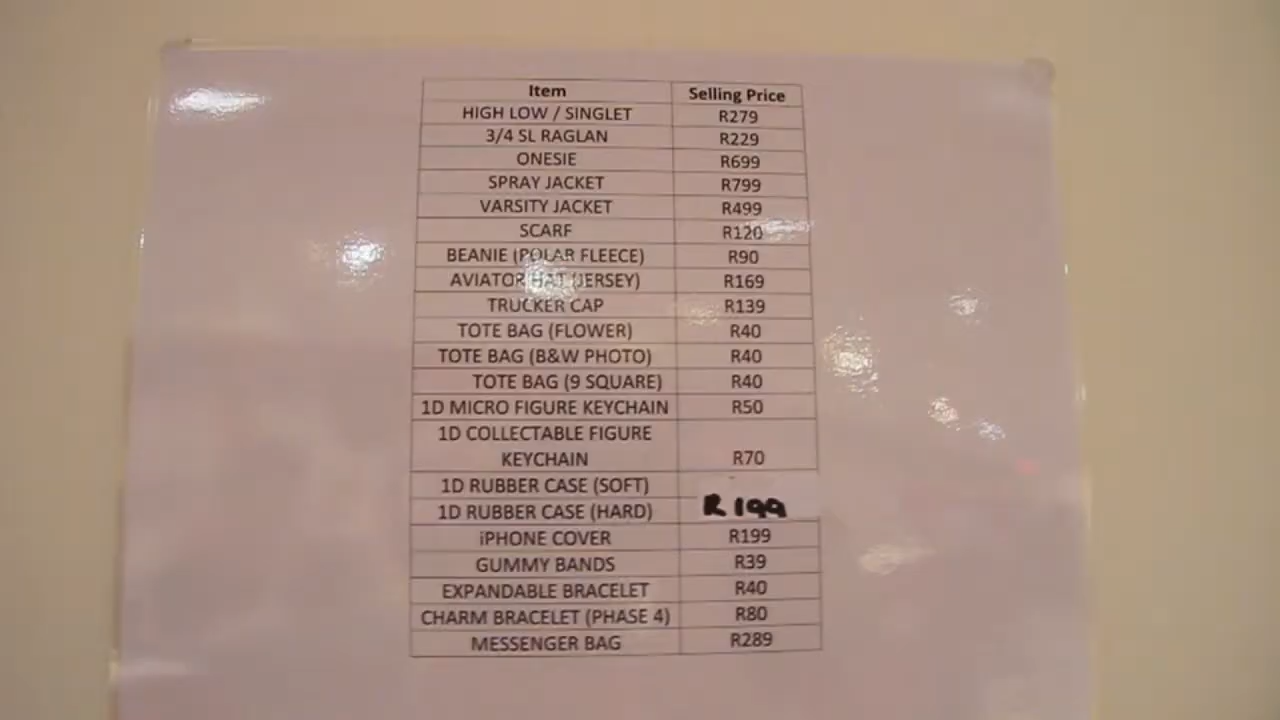 Item Selling Price
HIGH LOW / SINGLET R279
3/4 SL RAGLAN R229
ONESIE R699
SPRAY JACKET R799
VARSITY JACKET R499
SCARF R120
BEANIE (POLAR FLEECE) R90
AVIATOR HAT (JERSEY) R169
TRUCKER CAP R139
TOTE BAG (FLOWER) R40
TOTE BAG (B&W PHOTO) R40
TOTE BAG (9 SQUARE) R40
1D MICRO FIGURE KEYCHAIN R50
1D COLLECTABLE FIGURE
KEYCHAIN R70
1D RUBBER CASE (SOFT)
1D RUBBER CASE (HARD) R199
iPHONE COVER R199
GUMMY BANDS R39
EXPANDABLE BRACELET R40
CHARM BRACELET (PHASE 4) R80
MESSENGER BAG R289